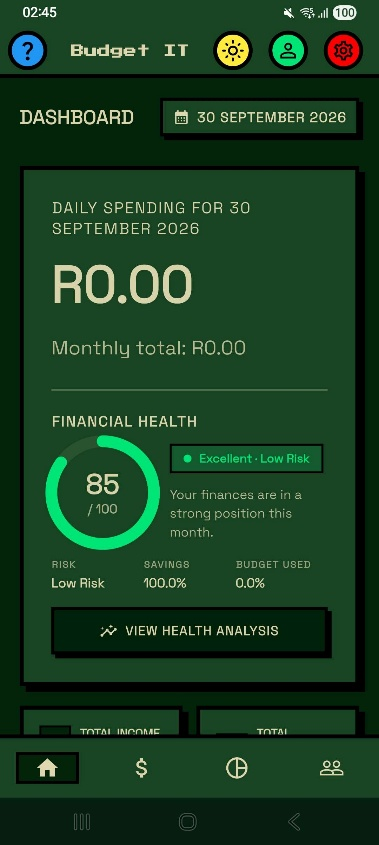 02:45
100
? Budget IT
DASHBOARD
30 SEPTEMBER 2026
DAILY SPENDING FOR 30
SEPTEMBER 2026
R0.00
Monthly total: R0.00
FINANCIAL HEALTH
85
/ 100
Excellent · Low Risk
Your finances are in a
strong position this
month.
RISK SAVINGS BUDGET USED
Low Risk 100.0% 0.0%
VIEW HEALTH ANALYSIS
TOTAL INCOME
TOTAL
$